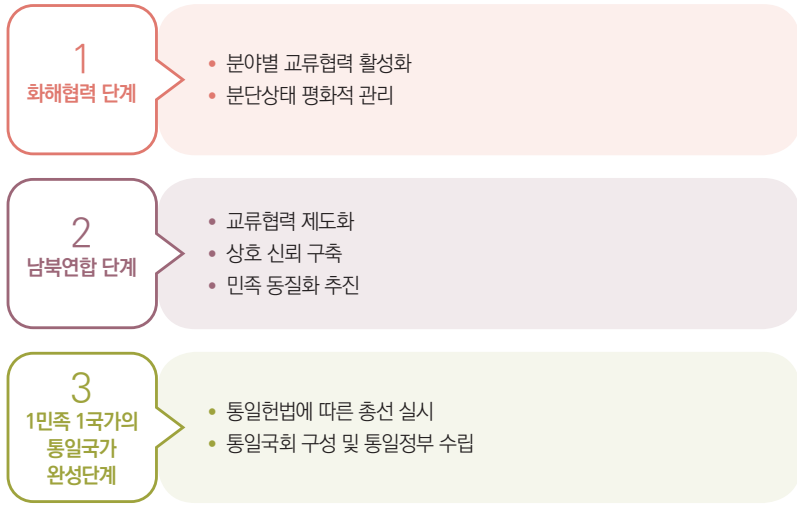 1
화해협력 단계
• 분야별 교류협력 활성화
• 분단상태 평화적 관리
2
남북연합 단계
• 교류협력 제도화
• 상호 신뢰 구축
• 민족 동질화 추진
3
1민족 1국가의
통일국가
완성단계
• 통일헌법에 따른 총선 실시
• 통일국회 구성 및 통일정부 수립